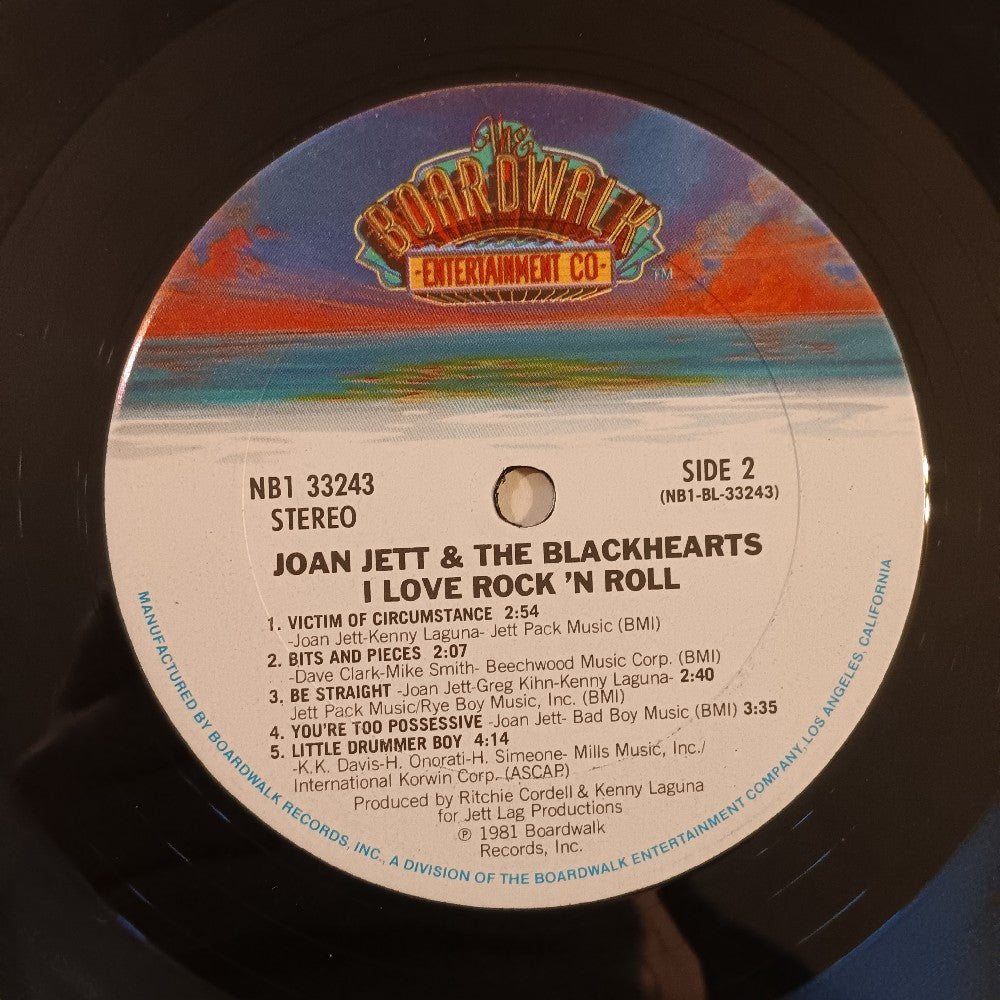 The
BOARDWALK
·ENTERTAINMENT CO·
TM
NB1 33243
STEREO
SIDE 2
(NB1-BL-33243)
JOAN JETT & THE BLACKHEARTS
I LOVE ROCK 'N ROLL
1. VICTIM OF CIRCUMSTANCE 2:54
-Joan Jett-Kenny Laguna- Jett Pack Music (BMI)
2. BITS AND PIECES 2:07
-Dave Clark-Mike Smith- Beechwood Music Corp. (BMI)
3. BE STRAIGHT -Joan Jett-Greg Kihn-Kenny Laguna- 2:40
Jett Pack Music/Rye Boy Music, Inc. (BMI)
4. YOU'RE TOO POSSESSIVE -Joan Jett- Bad Boy Music (BMI) 3:35
5. LITTLE DRUMMER BOY 4:14
-K.K. Davis-H. Onorati-H. Simeone- Mills Music, Inc./
International Korwin Corp. (ASCAP)
Produced by Ritchie Cordell & Kenny Laguna
for Jett Lag Productions
℗ 1981 Boardwalk
Records, Inc.
MANUFACTURED BY BOARDWALK RECORDS, INC., A DIVISION OF THE BOARDWALK ENTERTAINMENT COMPANY, LOS ANGELES, CALIFORNIA